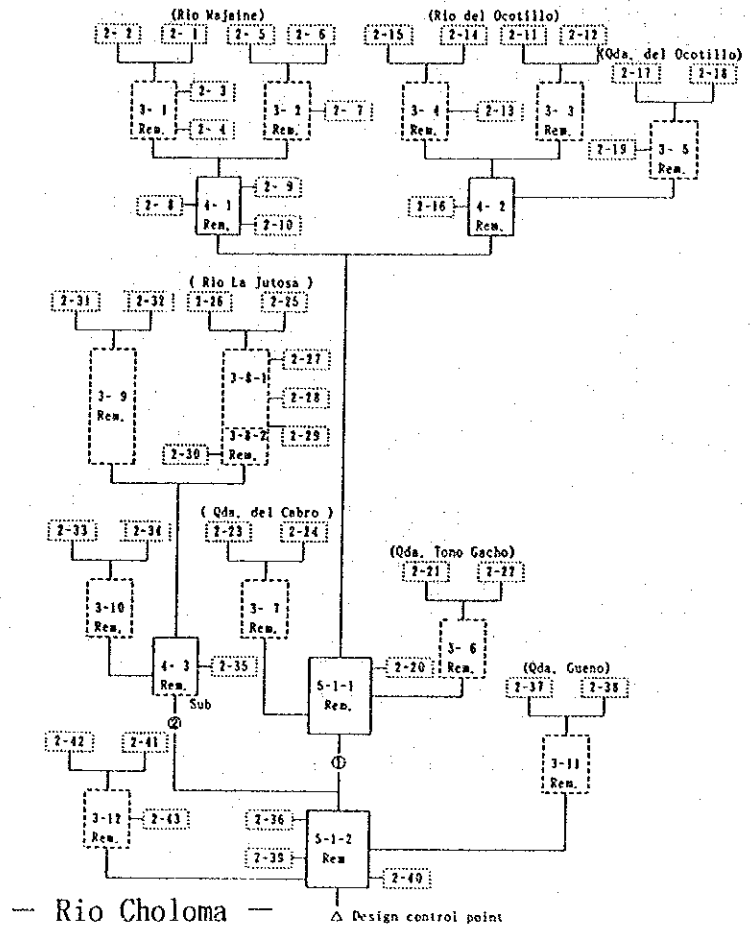 (Rio Majaine)
(Rio del Ocotillo)
2- 2
2- 1
2- 5
2- 6
2-15
2-14
2-11
2-12
(Qda. del Ocotillo)
2-17
2-18
3- 1
Rem.
2- 3
2- 4
3- 2
Rem.
2- 7
3- 4
Rem.
2-13
3- 3
Rem.
2-19
3- 5
Rem.
2- 8
4- 1
Rem.
2- 9
2-10
2-16
4- 2
Rem.
( Rio La Jutosa )
2-31
2-32
2-26
2-25
3- 9
Rem.
3-8-1
2-27
2-28
2-29
2-30
3-8-2
Rem.
( Qda. del Cabro )
2-33
2-34
2-23
2-24
(Qda. Tono Gacho)
2-21
2-22
3-10
Rem.
3- 7
Rem.
3- 6
Rem.
4- 3
Rem.
2-35
Sub
5-1-1
Rem.
2-20
(Qda. Gueno)
2-37
2-38
②
①
2-42
2-41
3-11
Rem.
3-12
Rem.
2-43
2-36
5-1-2
Rem
2-39
2-40
— Rio Choloma —
△ Design control point